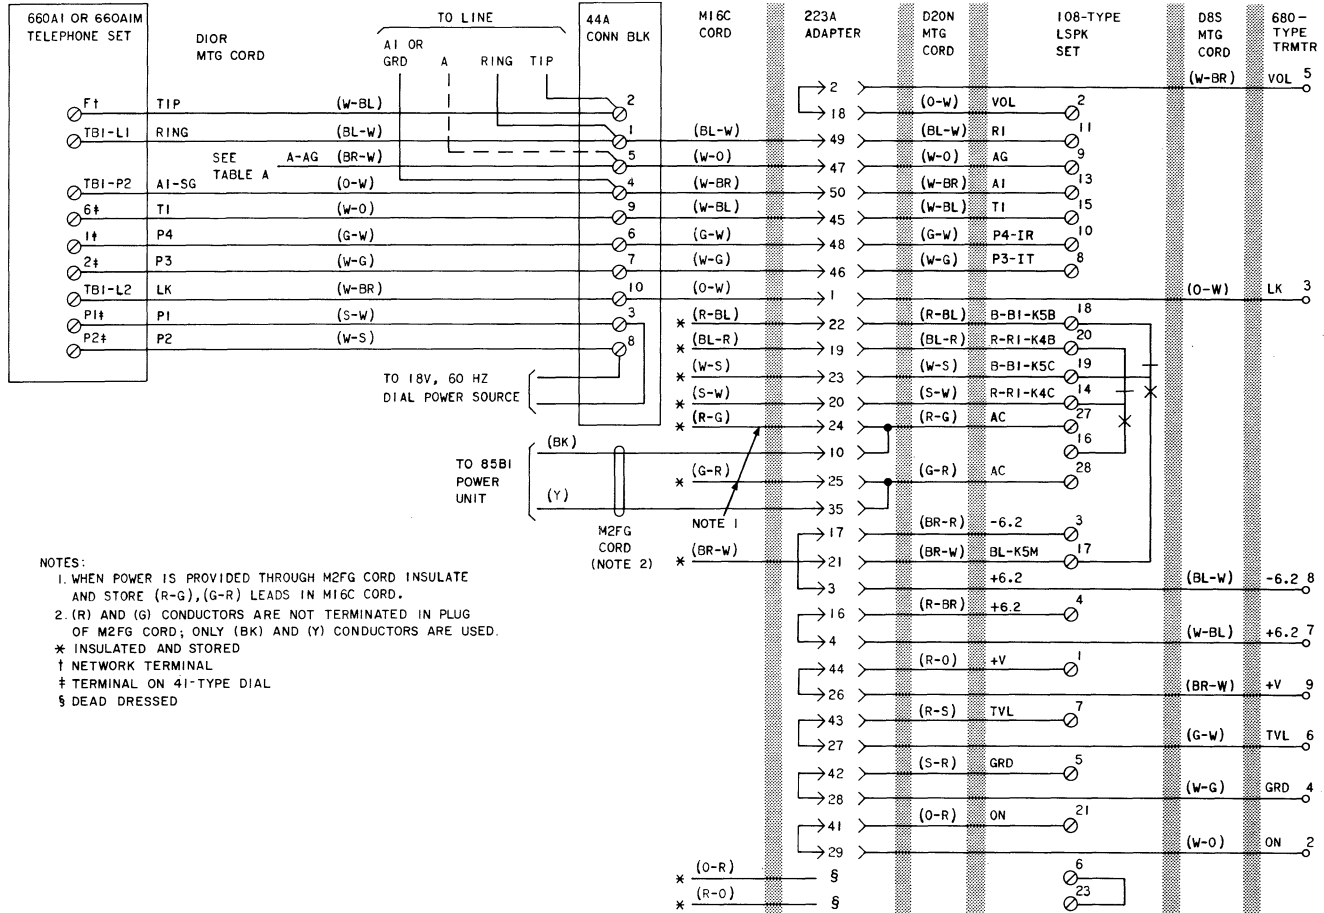 660A1 OR 660A1M
TELEPHONE SET
D10R
MTG CORD
TO LINE
A1 OR
GRD A RING TIP
44A
CONN BLK
M16C
CORD
223A
ADAPTER
D20N
MTG
CORD
108-TYPE
LSPK
SET
D8S
MTG
CORD
680-
TYPE
TRMTR
2 (W-BR) VOL 5
F† TIP (W-BL) 2 18 (O-W) VOL 2
TB1-L1 RING (BL-W) 1 (BL-W) 49 (BL-W) R1 11
SEE
TABLE A
A-AG (BR-W) 5 (W-O) 47 (W-O) AG 9
TB1-P2 A1-SG (O-W) 4 (W-BR) 50 (W-BR) A1 13
6‡ T1 (W-O) 9 (W-BL) 45 (W-BL) T1 15
1‡ P4 (G-W) 6 (G-W) 48 (G-W) P4-1R 10
2‡ P3 (W-G) 7 (W-G) 46 (W-G) P3-1T 8
TB1-L2 LK (W-BR) 10 (O-W) 1 (O-W) LK 3
P1‡ P1 (S-W) 3 * (R-BL) 22 (R-BL) B-B1-K5B 18
P2‡ P2 (W-S) 8 * (BL-R) 19 (BL-R) R-R1-K4B 20
TO 18V, 60 HZ
DIAL POWER SOURCE
* (W-S) 23 (W-S) B-B1-K5C 19
* (S-W) 20 (S-W) R-R1-K4C 14
* (R-G) 24 (R-G) AC 27
(BK) 10 16
TO 85B1
POWER
UNIT
* (G-R) 25 (G-R) AC 28
(Y) 35
NOTE 1
M2FG
CORD
(NOTE 2)
17 (BR-R) -6.2 3
* (BR-W) 21 (BR-W) BL-K5M 17
3 +6.2 (BL-W) -6.2 8
16 (R-BR) +6.2 4
4 (W-BL) +6.2 7
44 (R-O) +V 1
26 (BR-W) +V 9
43 (R-S) TVL 7
27 (G-W) TVL 6
42 (S-R) GRD 5
28 (W-G) GRD 4
41 (O-R) ON 21
29 (W-O) ON 2
* (O-R) § 6
* (R-O) § 23
NOTES:
1. WHEN POWER IS PROVIDED THROUGH M2FG CORD INSULATE
AND STORE (R-G),(G-R) LEADS IN M16C CORD.
2. (R) AND (G) CONDUCTORS ARE NOT TERMINATED IN PLUG
OF M2FG CORD; ONLY (BK) AND (Y) CONDUCTORS ARE USED.
* INSULATED AND STORED
† NETWORK TERMINAL
‡ TERMINAL ON 41-TYPE DIAL
§ DEAD DRESSED